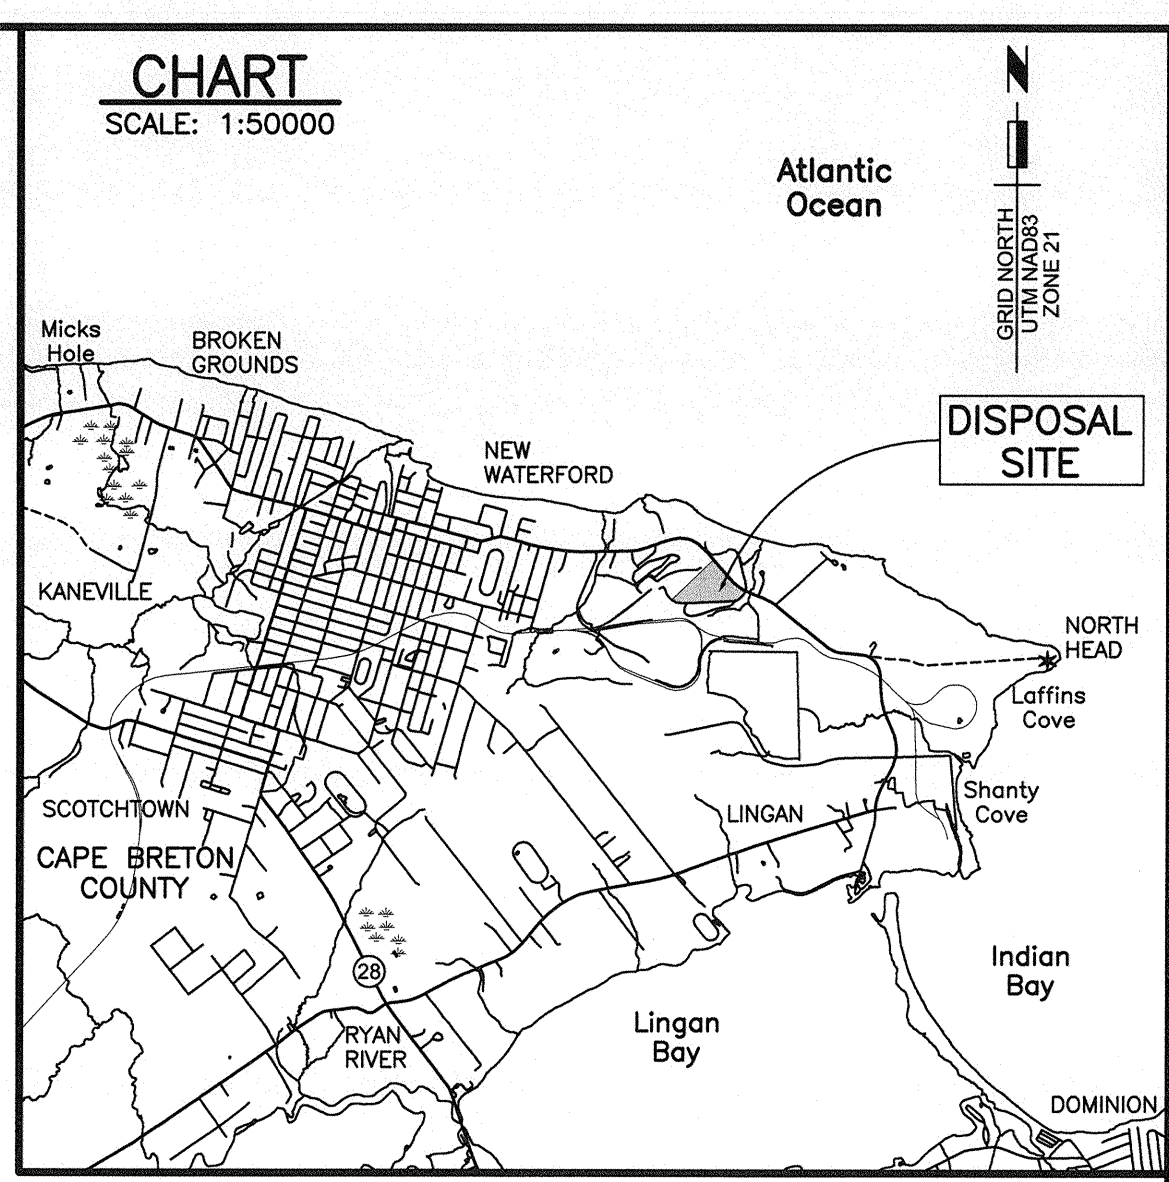 CHART
SCALE: 1:50000
N
Atlantic
Ocean
GRID NORTH
UTM NAD83
ZONE 21
Micks
Hole
BROKEN
GROUNDS
DISPOSAL
SITE
NEW
WATERFORD
KANEVILLE
NORTH
HEAD
Laffins
Cove
SCOTCHTOWN
LINGAN
Shanty
Cove
CAPE BRETON
COUNTY
28
Indian
Bay
Lingan
Bay
RYAN
RIVER
DOMINION